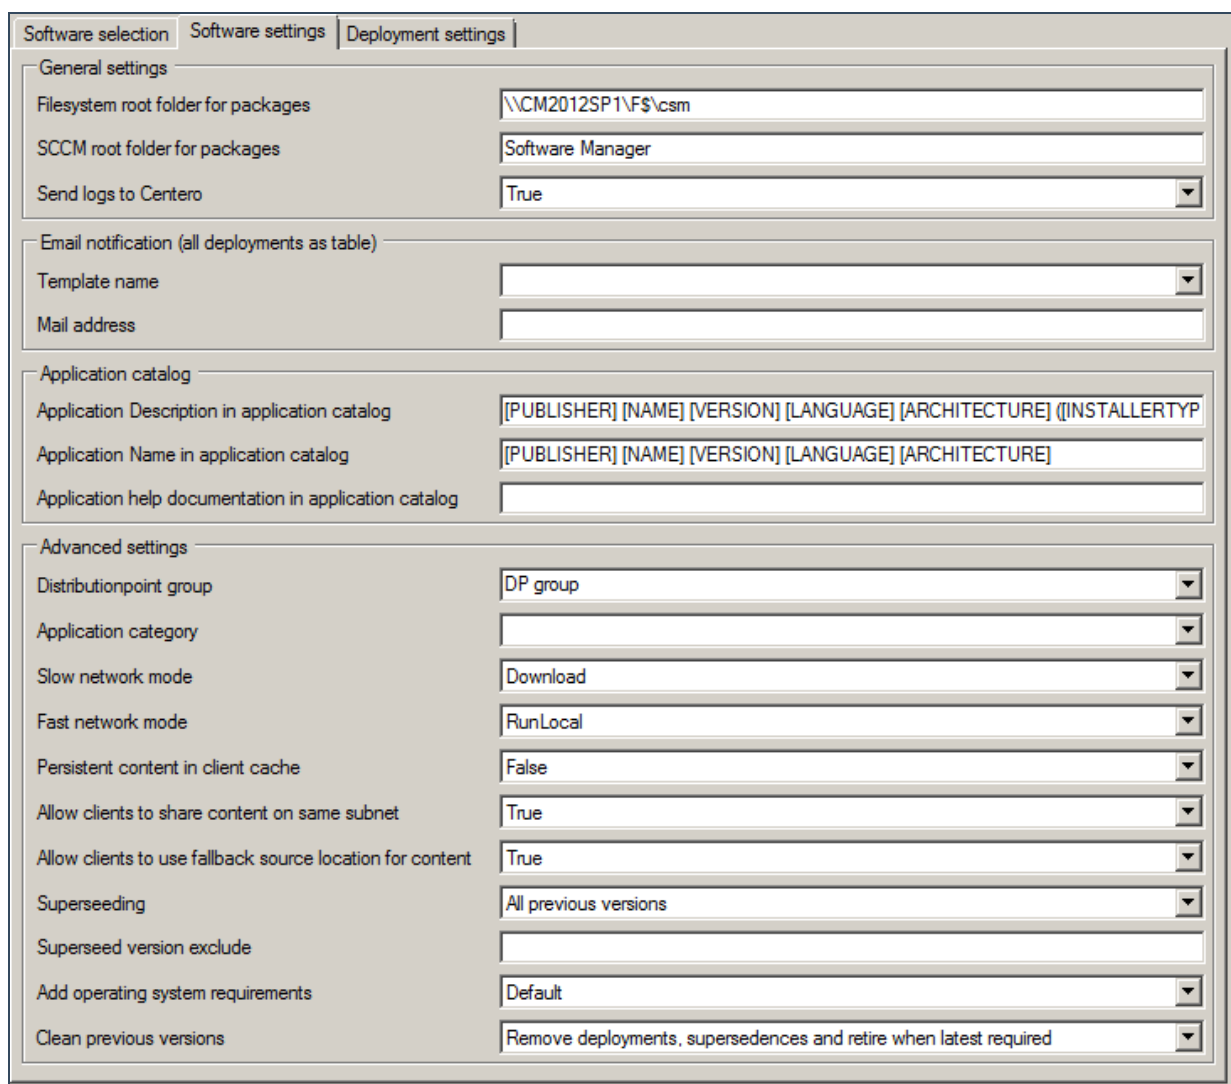 Software selection Software settings Deployment settings
General settings
Filesystem root folder for packages \\CM2012SP1\F$\csm
SCCM root folder for packages Software Manager
Send logs to Centero True
Email notification (all deployments as table)
Template name
Mail address
Application catalog
Application Description in application catalog [PUBLISHER] [NAME] [VERSION] [LANGUAGE] [ARCHITECTURE] ([INSTALLERTYP
Application Name in application catalog [PUBLISHER] [NAME] [VERSION] [LANGUAGE] [ARCHITECTURE]
Application help documentation in application catalog
Advanced settings
Distributionpoint group DP group
Application category
Slow network mode Download
Fast network mode RunLocal
Persistent content in client cache False
Allow clients to share content on same subnet True
Allow clients to use fallback source location for content True
Superseeding All previous versions
Superseed version exclude
Add operating system requirements Default
Clean previous versions Remove deployments, supersedences and retire when latest required